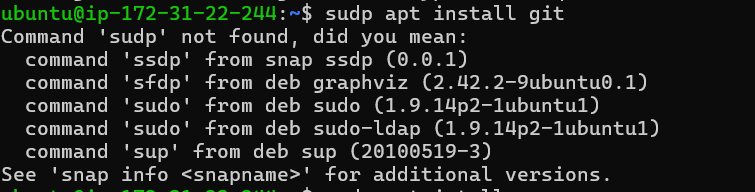 ubuntu@ip-172-31-22-244:~$ sudp apt install git
Command 'sudp' not found, did you mean:
  command 'ssdp' from snap ssdp (0.0.1)
  command 'sfdp' from deb graphviz (2.42.2-9ubuntu0.1)
  command 'sudo' from deb sudo (1.9.14p2-1ubuntu1)
  command 'sudo' from deb sudo-ldap (1.9.14p2-1ubuntu1)
  command 'sup' from deb sup (20100519-3)
See 'snap info <snapname>' for additional versions.